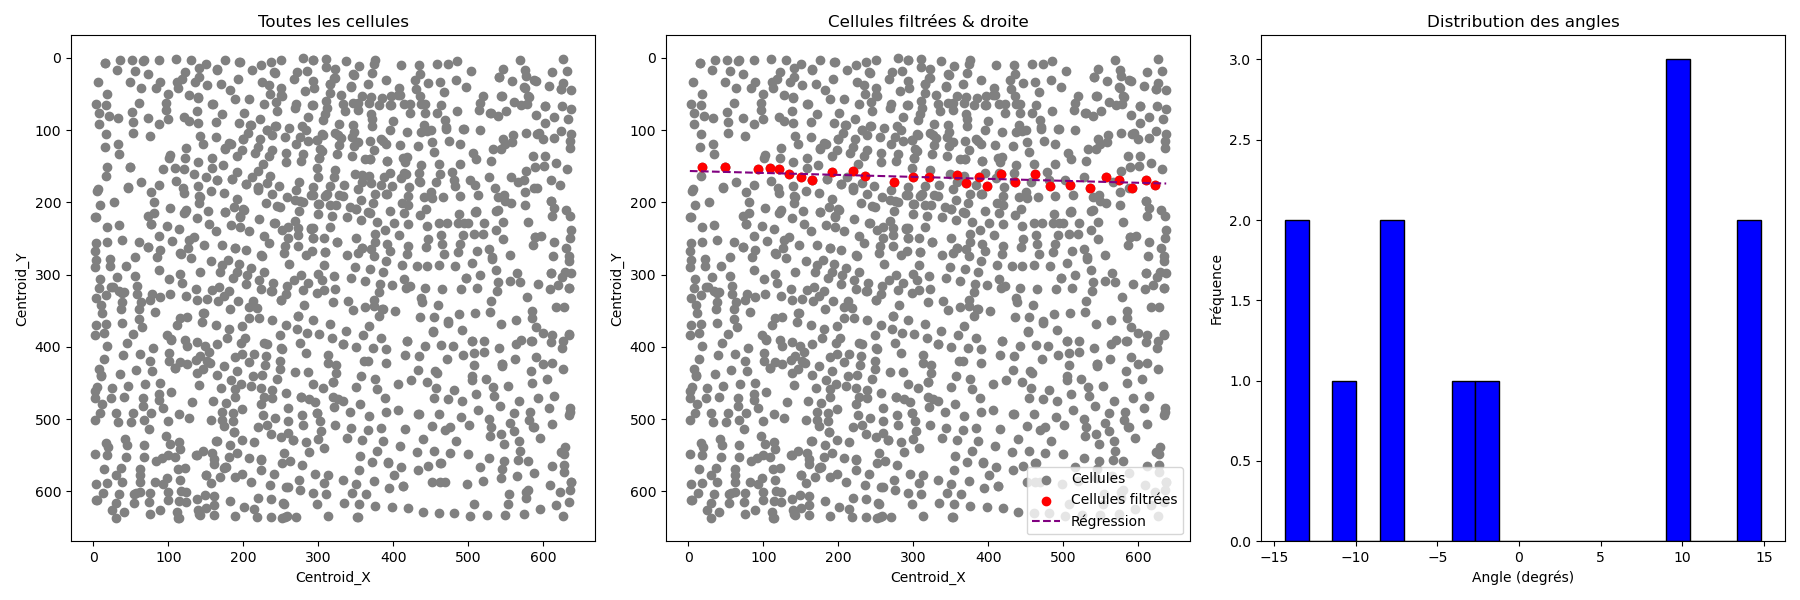 Toutes les cellules
0
100
200
300
400
500
600
Centroid_Y
0 100 200 300 400 500 600
Centroid_X
Cellules filtrées & droite
0
100
200
300
400
500
600
Centroid_Y
Cellules
Cellules filtrées
Régression
0 100 200 300 400 500 600
Centroid_X
Distribution des angles
3.0
2.5
2.0
1.5
1.0
0.5
0.0
Fréquence
−15 −10 −5 0 5 10 15
Angle (degrés)